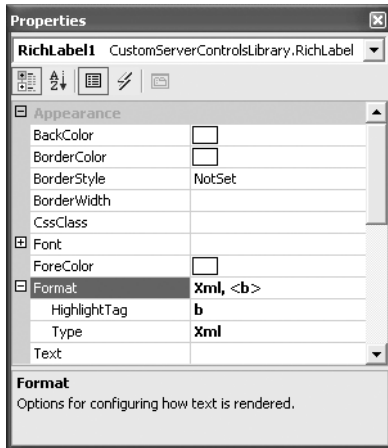 Properties
RichLabel1 CustomServerControlsLibrary.RichLabel
Appearance
BackColor
BorderColor
BorderStyle NotSet
BorderWidth
CssClass
Font
ForeColor
Format Xml, <b>
HighlightTag b
Type Xml
Text
Format
Options for configuring how text is rendered.